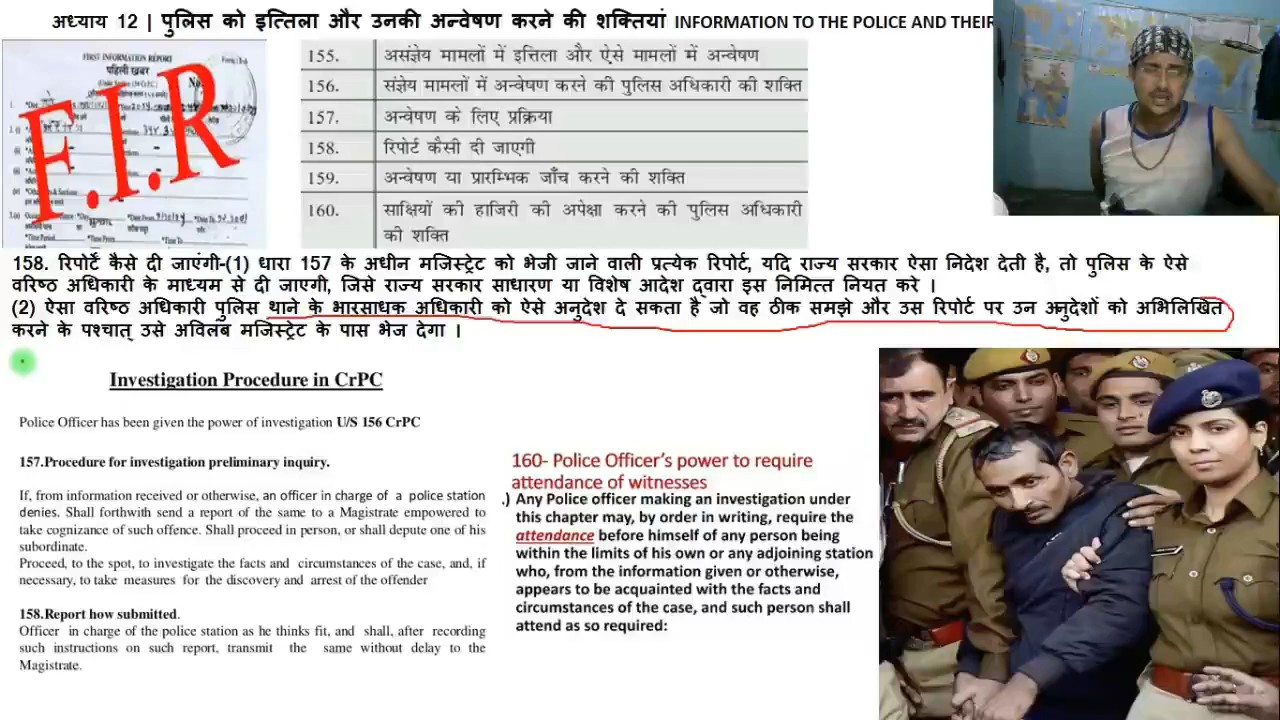 अध्याय 12 | पुलिस को इत्तिला और उनकी अन्वेषण करने की शक्तियां INFORMATION TO THE POLICE AND THEIR
FIRST INFORMATION REPORT
पहिली खबर
F.I.R
155. असंज्ञेय मामलों में इत्तिला और ऐसे मामलों में अन्वेषण
156. संज्ञेय मामलों में अन्वेषण करने की पुलिस अधिकारी की शक्ति
157. अन्वेषण के लिए प्रक्रिया
158. रिपोर्ट कैसी दी जाएगी
159. अन्वेषण या प्रारम्भिक जाँच करने की शक्ति
160. साक्षियों की हाजिरी की अपेक्षा करने की पुलिस अधिकारी
की शक्ति
158. रिपोर्टें कैसे दी जाएंगी-(1) धारा 157 के अधीन मजिस्ट्रेट को भेजी जाने वाली प्रत्येक रिपोर्ट, यदि राज्य सरकार ऐसा निदेश देती है, तो पुलिस के ऐसे
वरिष्ठ अधिकारी के माध्यम से दी जाएगी, जिसे राज्य सरकार साधारण या विशेष आदेश द्वारा इस निमित्त नियत करे ।
(2) ऐसा वरिष्ठ अधिकारी पुलिस थाने के भारसाधक अधिकारी को ऐसे अनुदेश दे सकता है जो वह ठीक समझे और उस रिपोर्ट पर उन अनुदेशों को अभिलिखित
करने के पश्चात् उसे अविलंब मजिस्ट्रेट के पास भेज देगा ।
Investigation Procedure in CrPC
Police Officer has been given the power of investigation U/S 156 CrPC
157.Procedure for investigation preliminary inquiry.
If, from information received or otherwise, an officer in charge of a police station
denies. Shall forthwith send a report of the same to a Magistrate empowered to
take cognizance of such offence. Shall proceed in person, or shall depute one of his
subordinate.
Proceed, to the spot, to investigate the facts and circumstances of the case, and, if
necessary, to take measures for the discovery and arrest of the offender
158.Report how submitted.
Officer in charge of the police station as he thinks fit, and shall, after recording
such instructions on such report, transmit the same without delay to the
Magistrate.
160- Police Officer’s power to require
attendance of witnesses
.) Any Police officer making an investigation under
this chapter may, by order in writing, require the
attendance before himself of any person being
within the limits of his own or any adjoining station
who, from the information given or otherwise,
appears to be acquainted with the facts and
circumstances of the case, and such person shall
attend as so required: